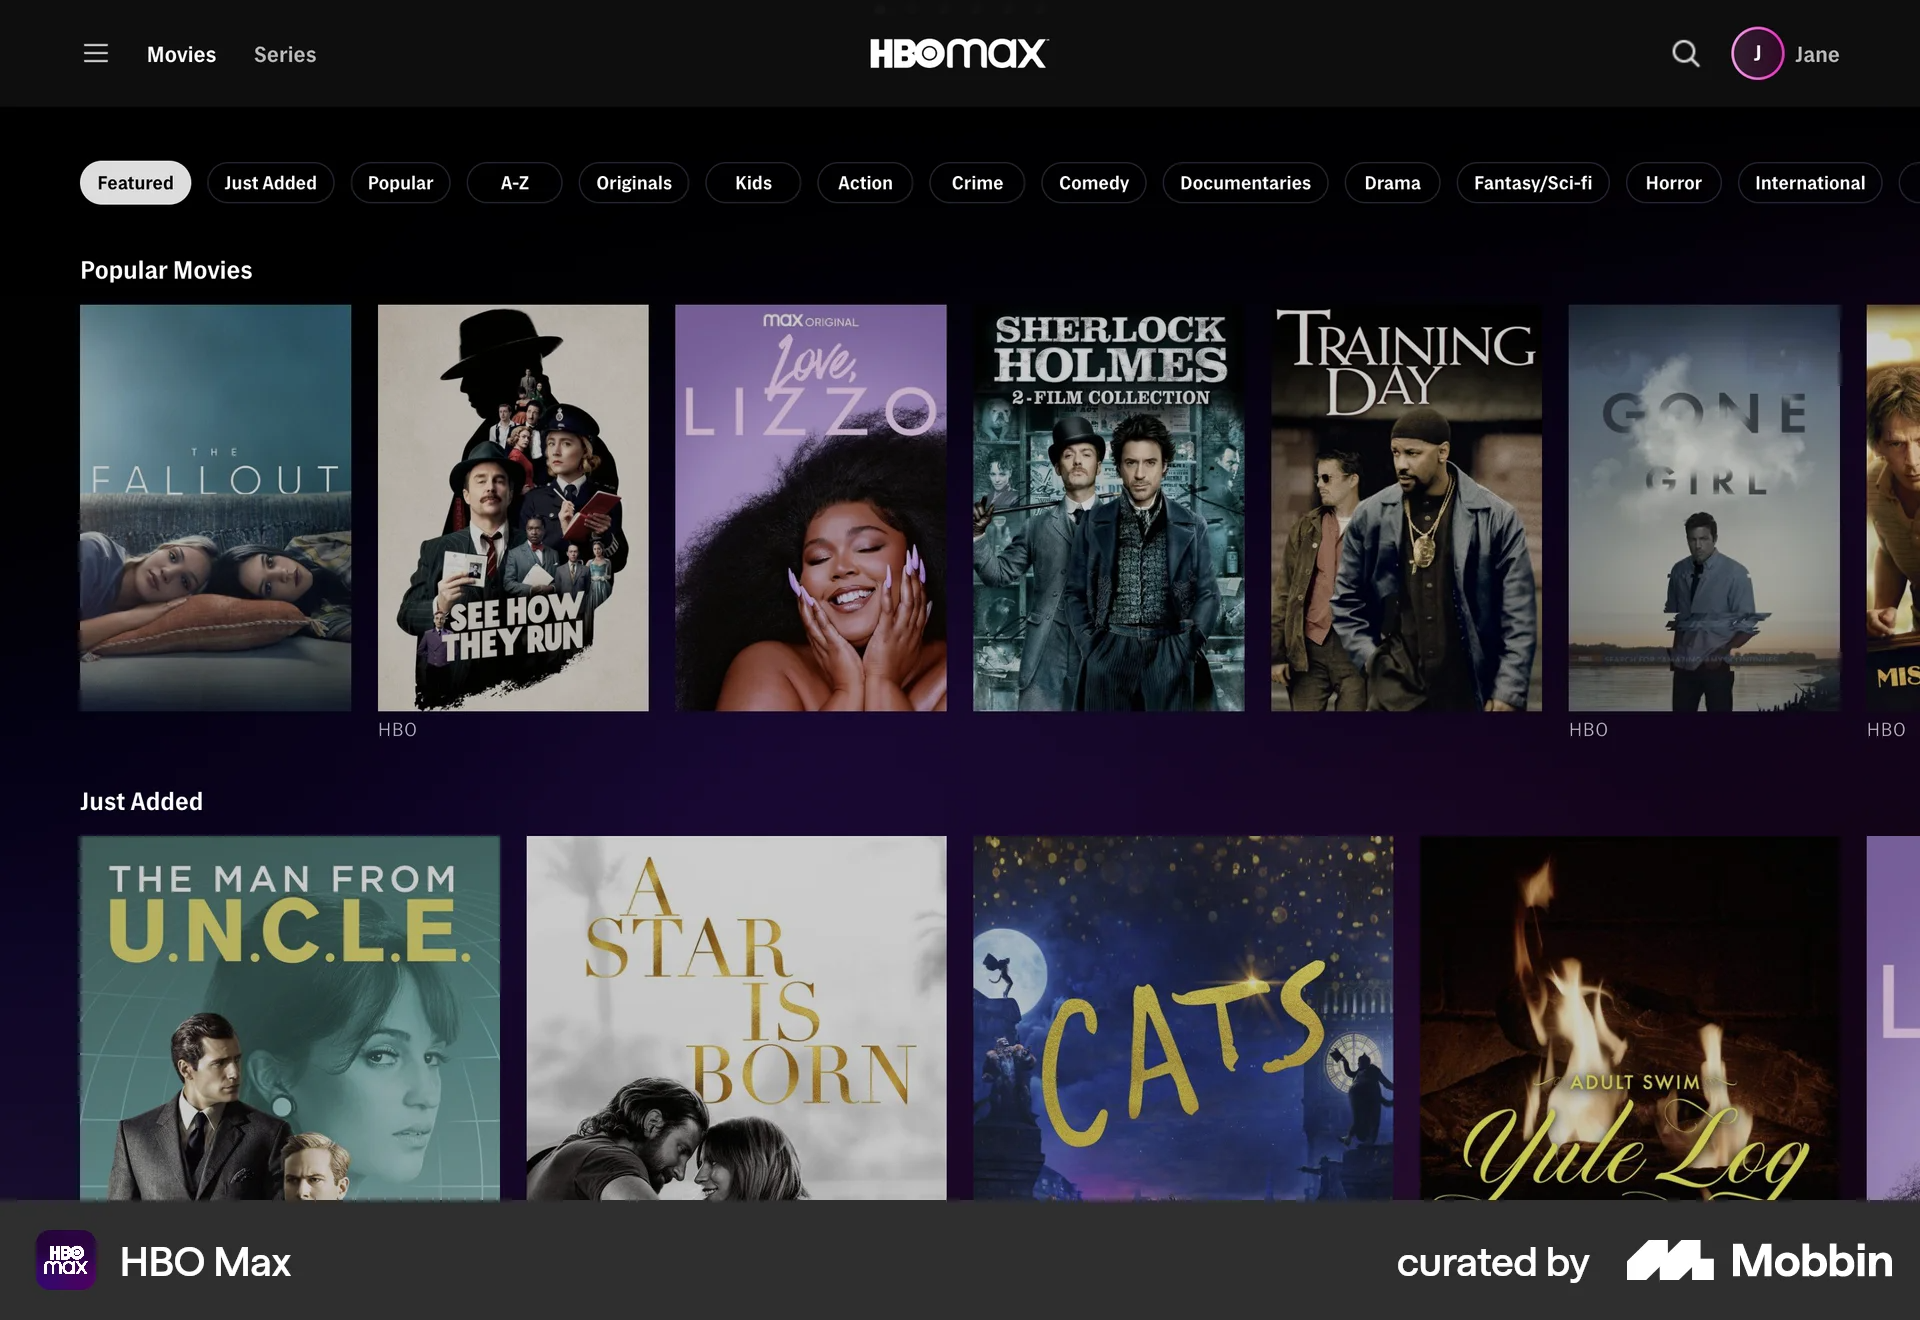 Movies
Series
HBOmax
J
Jane
Featured
Just Added
Popular
A-Z
Originals
Kids
Action
Crime
Comedy
Documentaries
Drama
Fantasy/Sci-fi
Horror
International
Popular Movies
THE
FALLOUT
SEE HOW
THEY RUN
HBO
max ORIGINAL
Love,
LIZZO
SHERLOCK
HOLMES
2-FILM COLLECTION
TRAINING
DAY
GONE
GIRL
HBO
MIS
HBO
Just Added
THE MAN FROM
U.N.C.L.E.
A
STAR
IS
BORN
CATS
ADULT SWIM
Yule Log
L
HBO
max
HBO Max
curated by
Mobbin